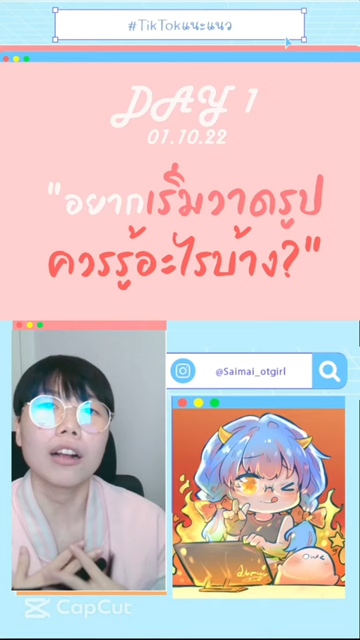 #TikTokแนะแนว
DAY 1
01.10.22
"อยากเริ่มวาดรูป
ควรรู้อะไรบ้าง?"
@Saimai_otgirl
CapCut